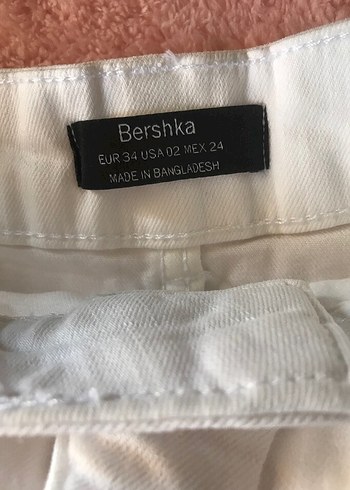 Bershka
EUR 34 USA 02 MEX 24
MADE IN BANGLADESH